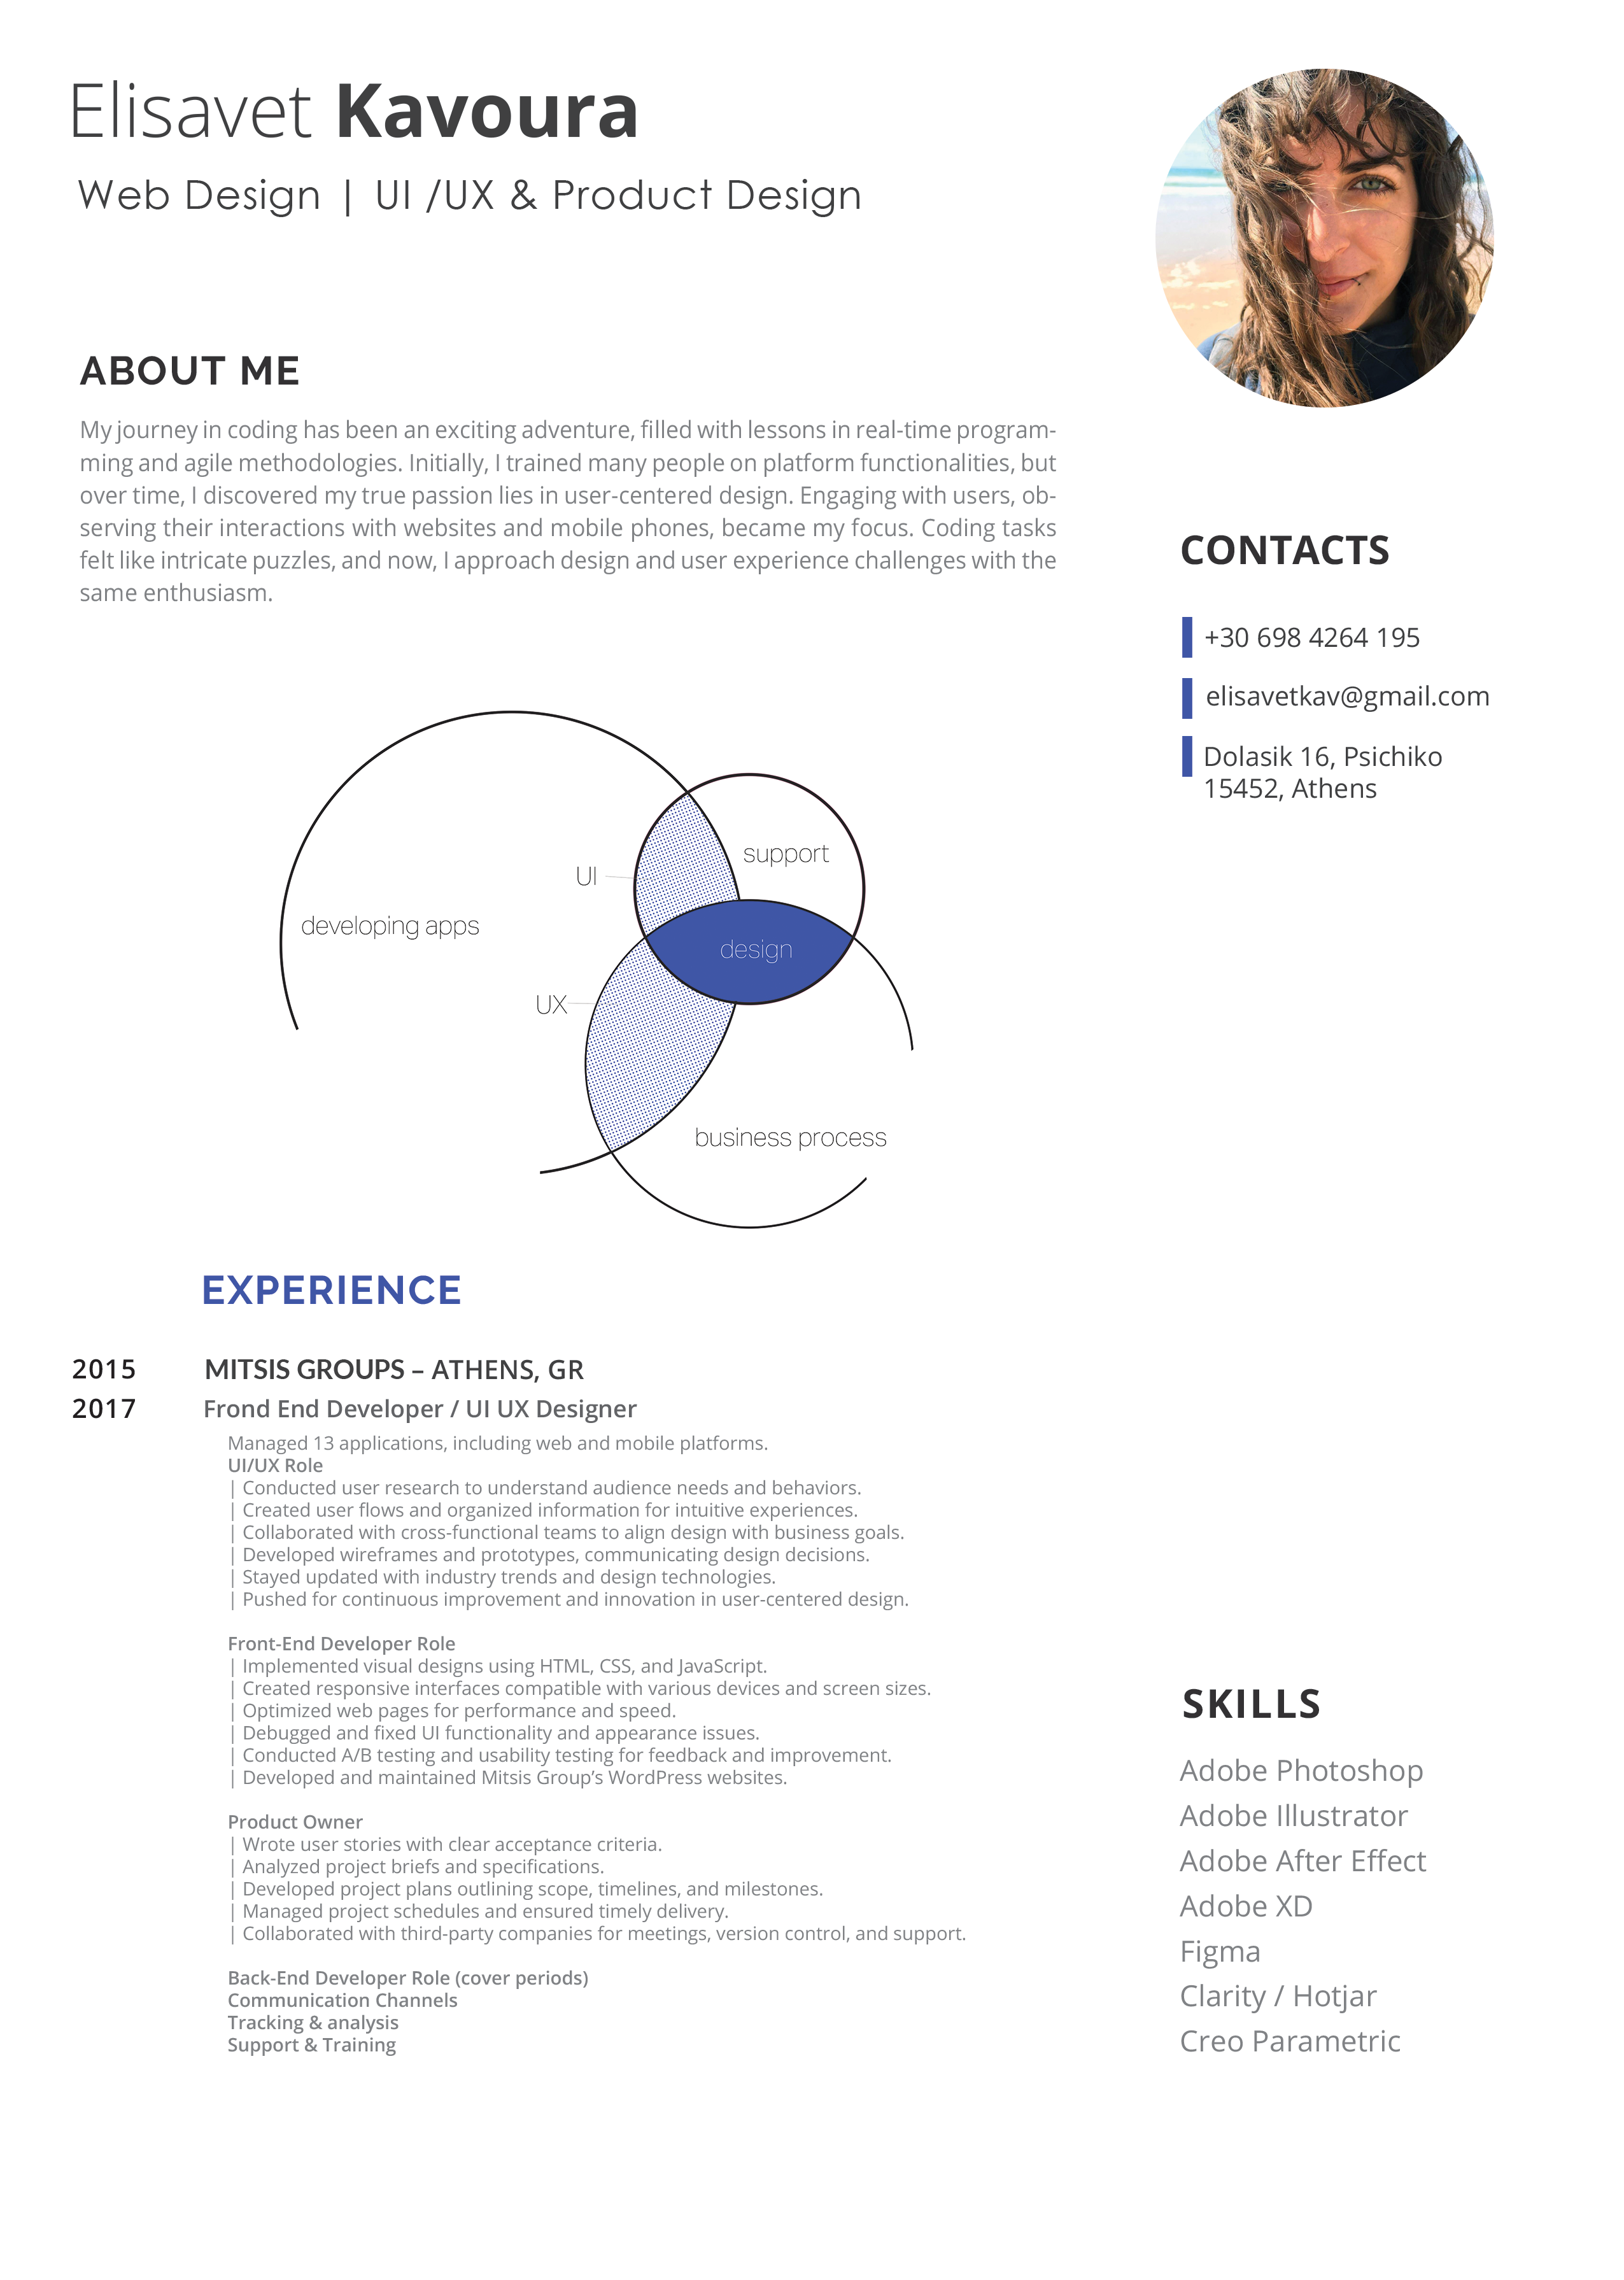 Elisavet Kavoura
Web Design | UI /UX & Product Design
ABOUT ME
My journey in coding has been an exciting adventure, filled with lessons in real-time program-
ming and agile methodologies. Initially, I trained many people on platform functionalities, but
over time, I discovered my true passion lies in user-centered design. Engaging with users, ob-
serving their interactions with websites and mobile phones, became my focus. Coding tasks
felt like intricate puzzles, and now, I approach design and user experience challenges with the
same enthusiasm.
CONTACTS
+30 698 4264 195
elisavetkav@gmail.com
Dolasik 16, Psichiko
15452, Athens
support
UI
developing apps
design
UX
business process
EXPERIENCE
2015 MITSIS GROUPS – ATHENS, GR
2017 Frond End Developer / UI UX Designer
Managed 13 applications, including web and mobile platforms.
UI/UX Role
| Conducted user research to understand audience needs and behaviors.
| Created user flows and organized information for intuitive experiences.
| Collaborated with cross-functional teams to align design with business goals.
| Developed wireframes and prototypes, communicating design decisions.
| Stayed updated with industry trends and design technologies.
| Pushed for continuous improvement and innovation in user-centered design.
Front-End Developer Role
| Implemented visual designs using HTML, CSS, and JavaScript.
| Created responsive interfaces compatible with various devices and screen sizes.
| Optimized web pages for performance and speed.
| Debugged and fixed UI functionality and appearance issues.
| Conducted A/B testing and usability testing for feedback and improvement.
| Developed and maintained Mitsis Group’s WordPress websites.
Product Owner
| Wrote user stories with clear acceptance criteria.
| Analyzed project briefs and specifications.
| Developed project plans outlining scope, timelines, and milestones.
| Managed project schedules and ensured timely delivery.
| Collaborated with third-party companies for meetings, version control, and support.
Back-End Developer Role (cover periods)
Communication Channels
Tracking & analysis
Support & Training
SKILLS
Adobe Photoshop
Adobe Illustrator
Adobe After Effect
Adobe XD
Figma
Clarity / Hotjar
Creo Parametric